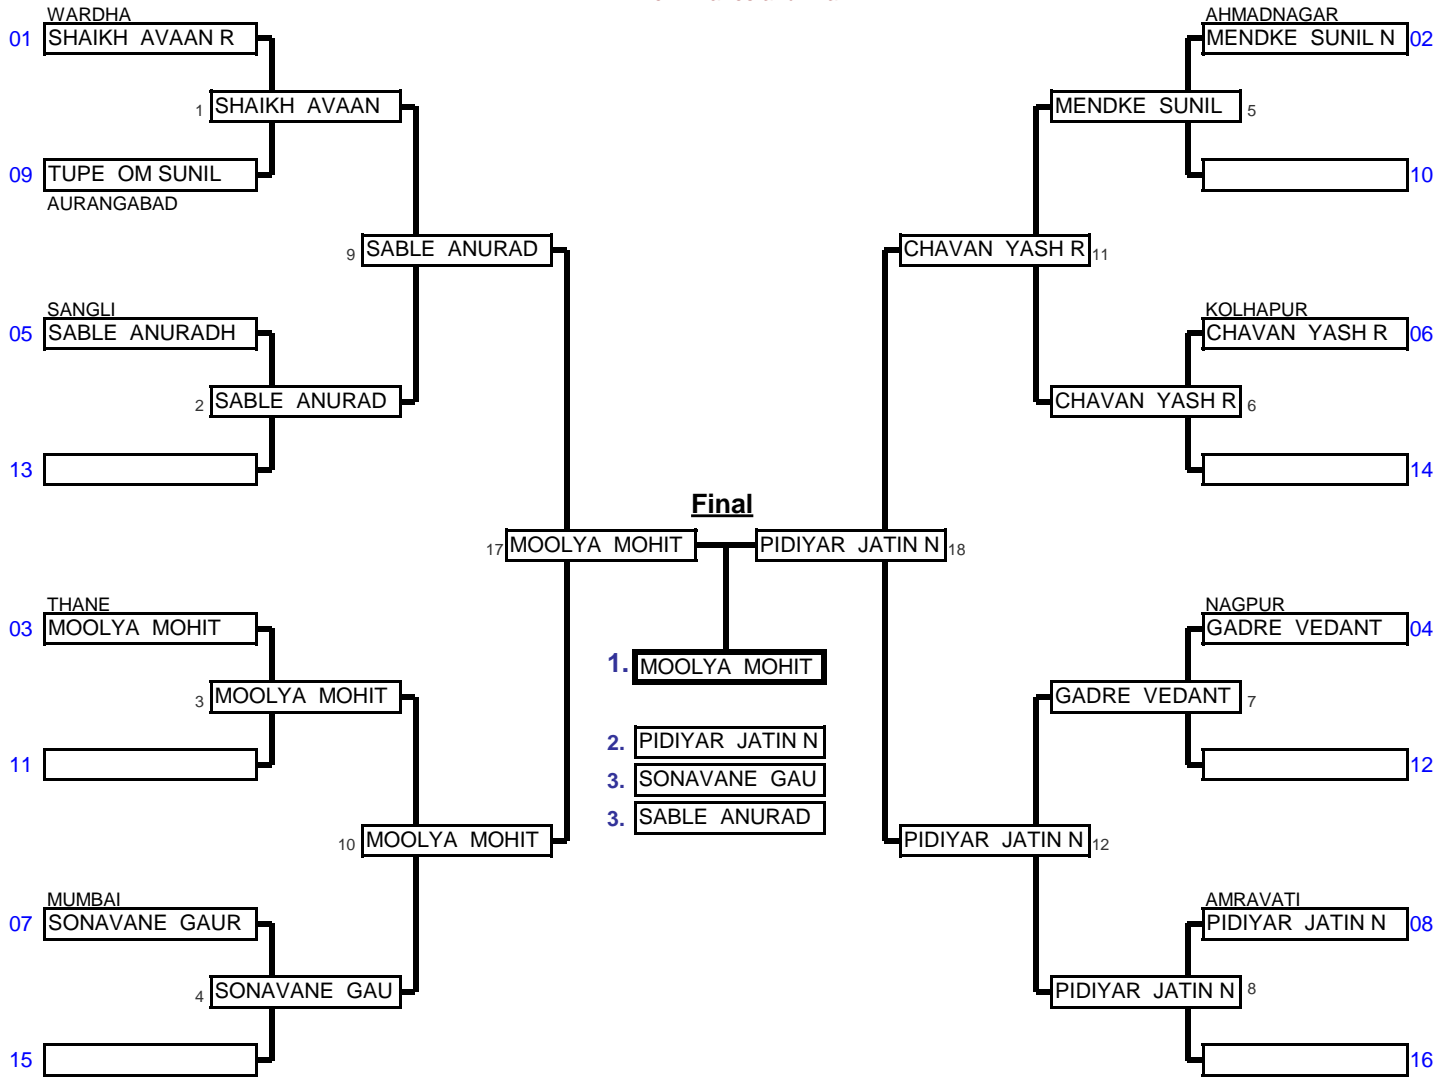 WARDHA
01 SHAIKH AVAAN R
1 SHAIKH AVAAN
09 TUPE OM SUNIL
AURANGABAD
9 SABLE ANURAD
SANGLI
05 SABLE ANURADH
2 SABLE ANURAD
13
17 MOOLYA MOHIT
THANE
03 MOOLYA MOHIT
3 MOOLYA MOHIT
11
10 MOOLYA MOHIT
MUMBAI
07 SONAVANE GAUR
4 SONAVANE GAU
15
Final
1. MOOLYA MOHIT
2. PIDIYAR JATIN N
3. SONAVANE GAU
3. SABLE ANURAD
AHMADNAGAR
MENDKE SUNIL N 02
MENDKE SUNIL 5
10
CHAVAN YASH R 11
KOLHAPUR
CHAVAN YASH R 06
CHAVAN YASH R 6
14
PIDIYAR JATIN N 18
NAGPUR
GADRE VEDANT 04
GADRE VEDANT 7
12
PIDIYAR JATIN N 12
AMRAVATI
PIDIYAR JATIN N 08
PIDIYAR JATIN N 8
16